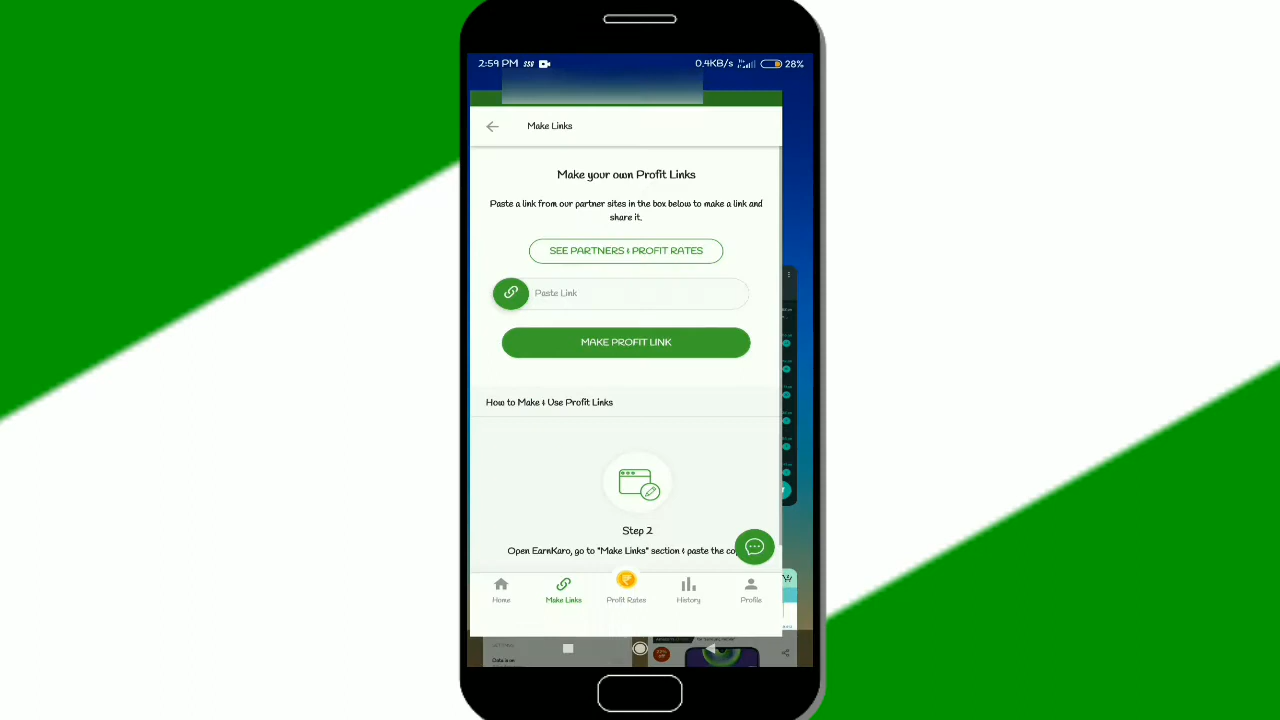 2:59 PM
0.4KB/s
28%
Make Links
Make your own Profit Links
Paste a link from our partner sites in the box below to make a link and
share it.
SEE PARTNERS & PROFIT RATES
Paste Link
MAKE PROFIT LINK
How to Make & Use Profit Links
Step 2
Open EarnKaro, go to "Make Links" section & paste the co
Home
Make Links
Profit Rates
History
Profile